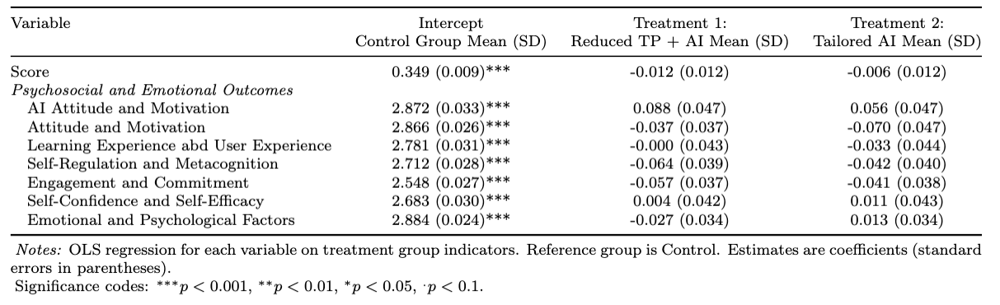 Variable Intercept Treatment 1: Treatment 2:
Control Group Mean (SD) Reduced TP + AI Mean (SD) Tailored AI Mean (SD)
Score 0.349 (0.009)*** -0.012 (0.012) -0.006 (0.012)
Psychosocial and Emotional Outcomes
AI Attitude and Motivation 2.872 (0.033)*** 0.088 (0.047) 0.056 (0.047)
Attitude and Motivation 2.866 (0.026)*** -0.037 (0.037) -0.070 (0.047)
Learning Experience abd User Experience 2.781 (0.031)*** -0.000 (0.043) -0.033 (0.044)
Self-Regulation and Metacognition 2.712 (0.028)*** -0.064 (0.039) -0.042 (0.040)
Engagement and Commitment 2.548 (0.027)*** -0.057 (0.037) -0.041 (0.038)
Self-Confidence and Self-Efficacy 2.683 (0.030)*** 0.004 (0.042) 0.011 (0.043)
Emotional and Psychological Factors 2.884 (0.024)*** -0.027 (0.034) 0.013 (0.034)
Notes: OLS regression for each variable on treatment group indicators. Reference group is Control. Estimates are coefficients (standard
errors in parentheses).
Significance codes: ***p < 0.001, **p < 0.01, *p < 0.05, ·p < 0.1.